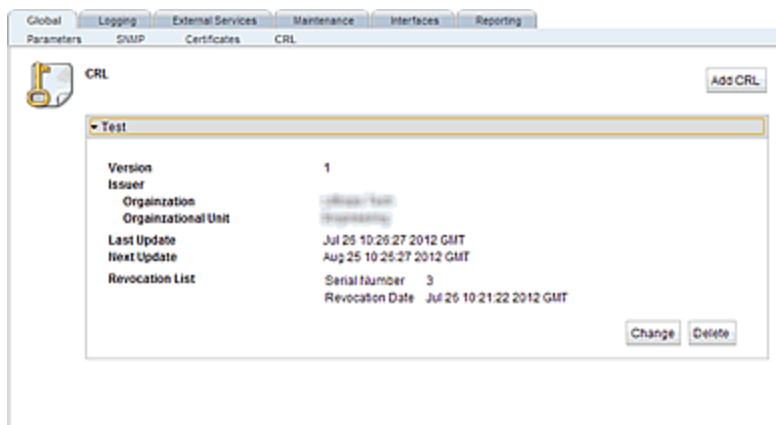 Global Logging External Services Maintenance Interfaces Reporting
Parameters SNMP Certificates CRL
CRL
Add CRL
Test
Version 1
Issuer
Orgainzation
Orgainzational Unit
Last Update Jul 26 10:26:27 2012 GMT
Next Update Aug 25 10:26:27 2012 GMT
Revocation List Serial Number 3
Revocation Date Jul 26 10:21:22 2012 GMT
Change Delete